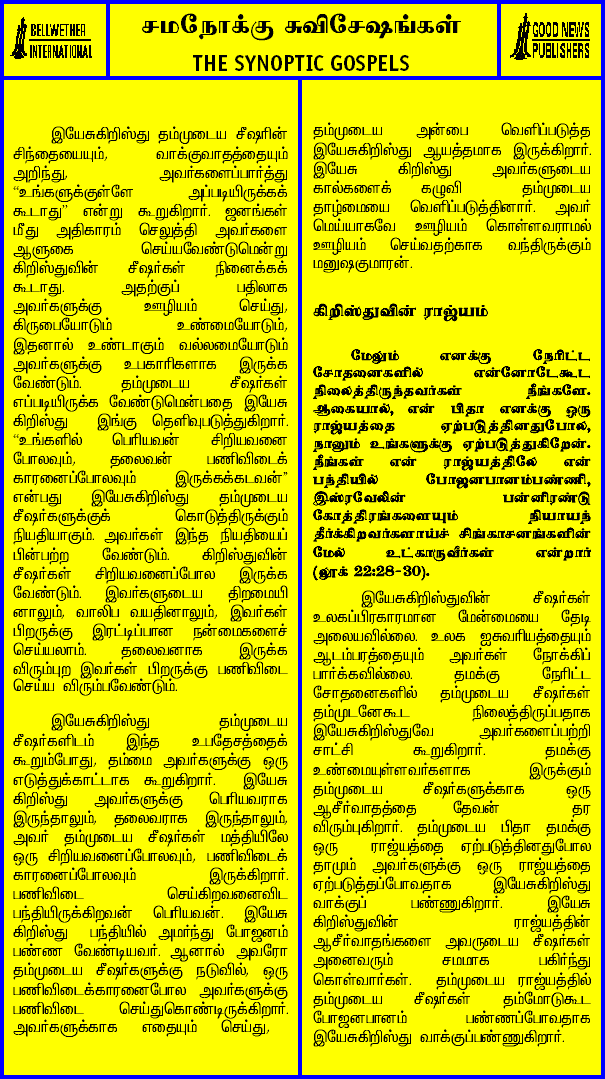 BELLWETHER
INTERNATIONAL
சமநோக்கு சுவிசேஷங்கள்
THE SYNOPTIC GOSPELS
GOOD NEWS
PUBLISHERS
இயேசுகிறிஸ்து தம்முடைய சீஷரின்
சிந்தையையும், வாக்குவாதத்தையும்
அறிந்து, அவர்களைப்பார்த்து
“உங்களுக்குள்ளே அப்படியிருக்கக்
கூடாது” என்று கூறுகிறார். ஜனங்கள்
மீது அதிகாரம் செலுத்தி அவர்களை
ஆளுகை செய்யவேண்டுமென்று
கிறிஸ்துவின் சீஷர்கள் நினைக்கக்
கூடாது. அதற்குப் பதிலாக
அவர்களுக்கு ஊழியம் செய்து,
கிருபையோடும் உண்மையோடும்,
இதனால் உண்டாகும் வல்லமையோடும்
அவர்களுக்கு உபகாரிகளாக இருக்க
வேண்டும். தம்முடைய சீஷர்கள்
எப்படியிருக்க வேண்டுமென்பதை இயேசு
கிறிஸ்து இங்கு தெளிவுபடுத்துகிறார்.
“உங்களில் பெரியவன் சிறியவனை
போலவும், தலைவன் பணிவிடைக்
காரனைப்போலவும் இருக்கக்கடவன்”
என்பது இயேசுகிறிஸ்து தம்முடைய
சீஷர்களுக்குக் கொடுத்திருக்கும்
நியதியாகும். அவர்கள் இந்த நியதியைப்
பின்பற்ற வேண்டும். கிறிஸ்துவின்
சீஷர்கள் சிறியவனைப்போல இருக்க
வேண்டும். இவர்களுடைய திறமையி
னாலும், வாலிப வயதினாலும், இவர்கள்
பிறருக்கு இரட்டிப்பான நன்மைகளைச்
செய்யலாம். தலைவனாக இருக்க
விரும்புற இவர்கள் பிறருக்கு பணிவிடை
செய்ய விரும்பவேண்டும்.
இயேசுகிறிஸ்து தம்முடைய
சீஷர்களிடம் இந்த உபதேசத்தைக்
கூறும்போது, தம்மை அவர்களுக்கு ஒரு
எடுத்துக்காட்டாக கூறுகிறார். இயேசு
கிறிஸ்து அவர்களுக்கு பெரியவராக
இருந்தாலும், தலைவராக இருந்தாலும்,
அவர் தம்முடைய சீஷர்கள் மத்தியிலே
ஒரு சிறியவனைப்போலவும், பணிவிடைக்
காரனைப்போலவும் இருக்கிறார்.
பணிவிடை செய்கிறவனைவிட
பந்தியிருக்கிறவன் பெரியவன். இயேசு
கிறிஸ்து பந்தியில் அமர்ந்து போஜனம்
பண்ண வேண்டியவர். ஆனால் அவரோ
தம்முடைய சீஷர்களுக்கு நடுவில், ஒரு
பணிவிடைக்காரனைபோல அவர்களுக்கு
பணிவிடை செய்துகொண்டிருக்கிறார்.
அவர்களுக்காக எதையும் செய்து,
தம்முடைய அன்பை வெளிப்படுத்த
இயேசுகிறிஸ்து ஆயத்தமாக இருக்கிறார்.
இயேசு கிறிஸ்து அவர்களுடைய
கால்களைக் கழுவி தம்முடைய
தாழ்மையை வெளிப்படுத்தினார். அவர்
மெய்யாகவே ஊழியம் கொள்ளவராமல்
ஊழியம் செய்வதற்காக வந்திருக்கும்
மனுஷகுமாரன்.
கிறிஸ்துவின் ராஜ்யம்
மேலும் எனக்கு நேரிட்ட
சோதனைகளில் என்னோடேகூட
நிலைத்திருந்தவர்கள் நீங்களே.
ஆகையால், என் பிதா எனக்கு ஒரு
ராஜ்யத்தை ஏற்படுத்தினதுபோல,
நானும் உங்களுக்கு ஏற்படுத்துகிறேன்.
நீங்கள் என் ராஜ்யத்திலே என்
பந்தியில் போஜனபானம்பண்ணி,
இஸ்ரவேலின் பன்னிரண்டு
கோத்திரங்களையும் நியாயந்
தீர்க்கிறவர்களாய்ச் சிங்காசனங்களின்
மேல் உட்காருவீர்கள் என்றார்
(லூக் 22:28-30).
இயேசுகிறிஸ்துவின் சீஷர்கள்
உலகப்பிரகாரமான மேன்மையை தேடி
அலையவில்லை. உலக ஐசுவரியத்தையும்
ஆடம்பரத்தையும் அவர்கள் நோக்கிப்
பார்க்கவில்லை. தமக்கு நேரிட்ட
சோதனைகளில் தம்முடைய சீஷர்கள்
தம்முடனேகூட நிலைத்திருப்பதாக
இயேசுகிறிஸ்துவே அவர்களைப்பற்றி
சாட்சி கூறுகிறார். தமக்கு
உண்மையுள்ளவர்களாக இருக்கும்
தம்முடைய சீஷர்களுக்காக ஒரு
ஆசீர்வாதத்தை தேவன் தர
விரும்புகிறார். தம்முடைய பிதா தமக்கு
ஒரு ராஜ்யத்தை ஏற்படுத்தினதுபோல
தாமும் அவர்களுக்கு ஒரு ராஜ்யத்தை
ஏற்படுத்தப்போவதாக இயேசுகிறிஸ்து
வாக்குப் பண்ணுகிறார். இயேசு
கிறிஸ்துவின் ராஜ்யத்தின்
ஆசீர்வாதங்களை அவருடைய சீஷர்கள்
அனைவரும் சமமாக பகிர்ந்து
கொள்வார்கள். தம்முடைய ராஜ்யத்தில்
தம்முடைய சீஷர்கள் தம்மோடுகூட
போஜனபானம் பண்ணப்போவதாக
இயேசுகிறிஸ்து வாக்குப்பண்ணுகிறார்.